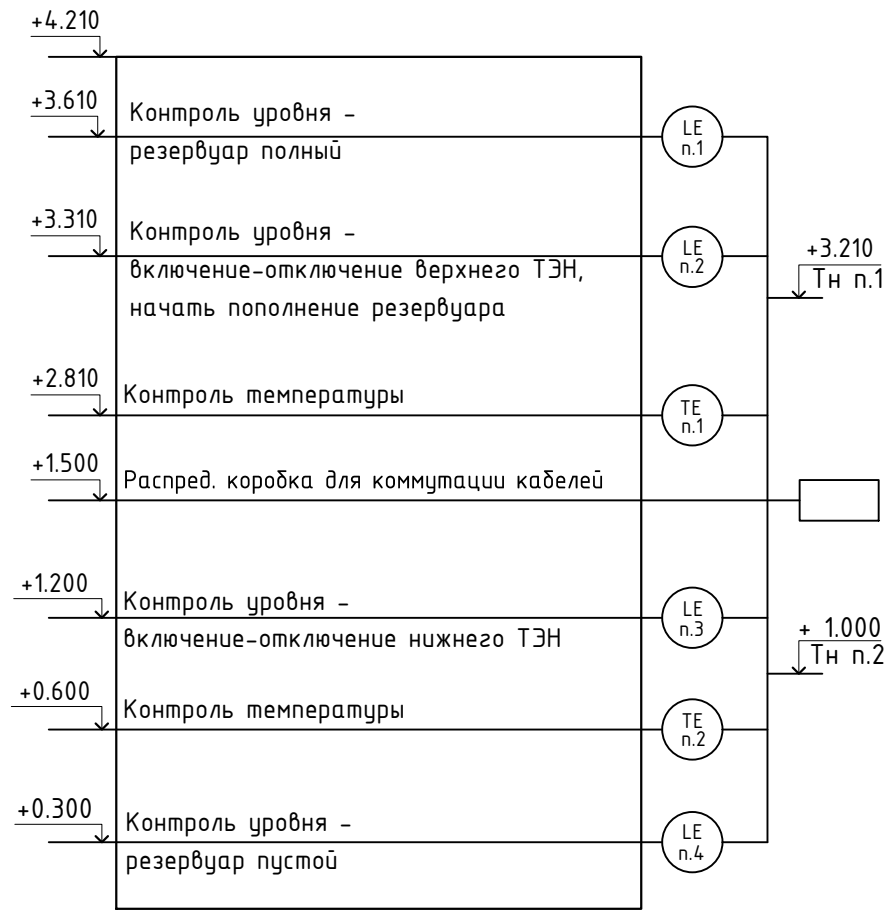 +4.210
+3.610
Контроль уровня –
резервуар полный
LE
п.1
+3.310
Контроль уровня –
включение-отключение верхнего ТЭН,
начать пополнение резервуара
LE
п.2
+3.210
Тн п.1
+2.810
Контроль температуры
TE
п.1
+1.500
Распред. коробка для коммутации кабелей
+1.200
Контроль уровня –
включение-отключение нижнего ТЭН
LE
п.3
+ 1.000
Тн п.2
+0.600
Контроль температуры
TE
п.2
+0.300
Контроль уровня –
резервуар пустой
LE
п.4